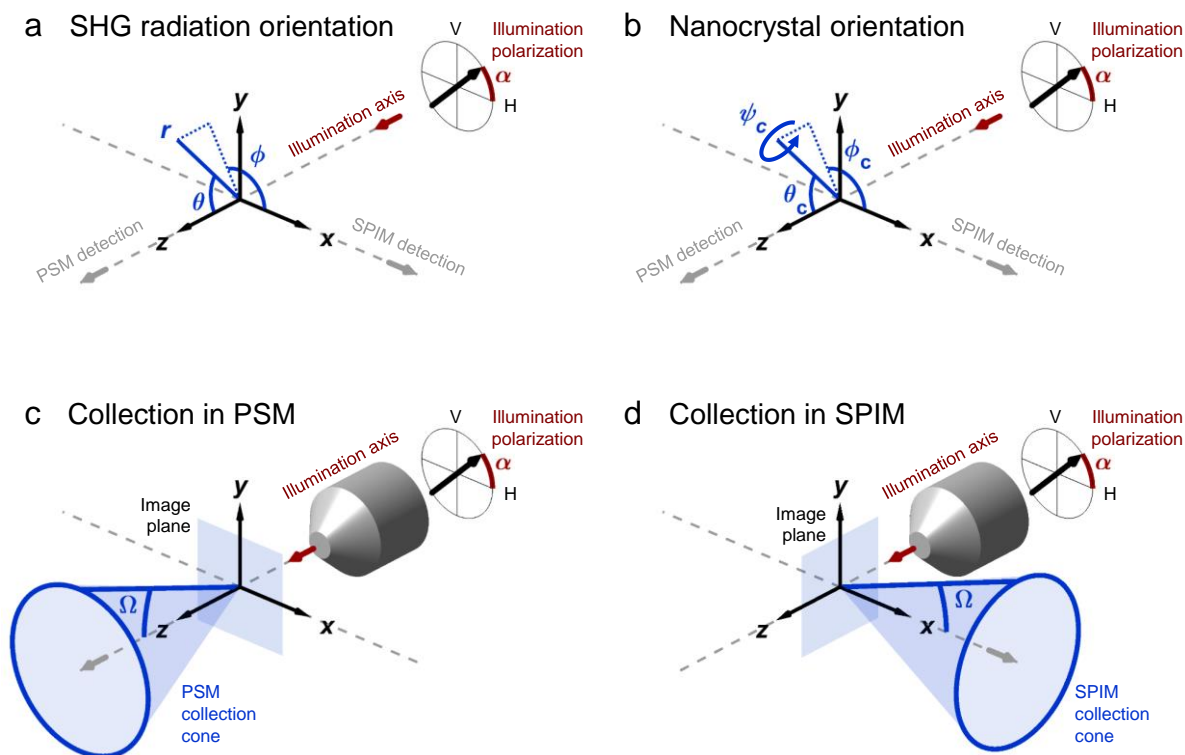 a SHG radiation orientation
V
Illumination
polarization
α
H
Illumination axis
y
r
ϕ
θ
z
x
PSM detection
SPIM detection
b Nanocrystal orientation
V
Illumination
polarization
α
H
Illumination axis
y
ψc
ϕc
θc
z
x
PSM detection
SPIM detection
c Collection in PSM
V
Illumination
polarization
α
H
Illumination axis
Image
plane
y
Ω
z
x
PSM
collection
cone
d Collection in SPIM
V
Illumination
polarization
α
H
Illumination axis
Image
plane
y
Ω
z
x
SPIM
collection
cone